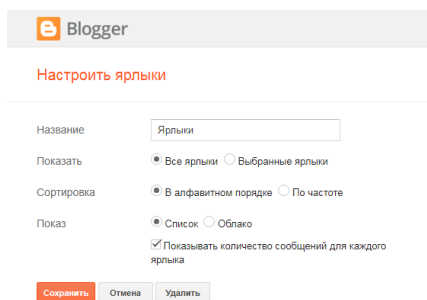 Blogger
Настроить ярлыки
Название Ярлыки
Показать Все ярлыки Выбранные ярлыки
Сортировка В алфавитном порядке По частоте
Показ Список Облако
Показывать количество сообщений для каждого
ярлыка
Сохранить Отмена Удалить